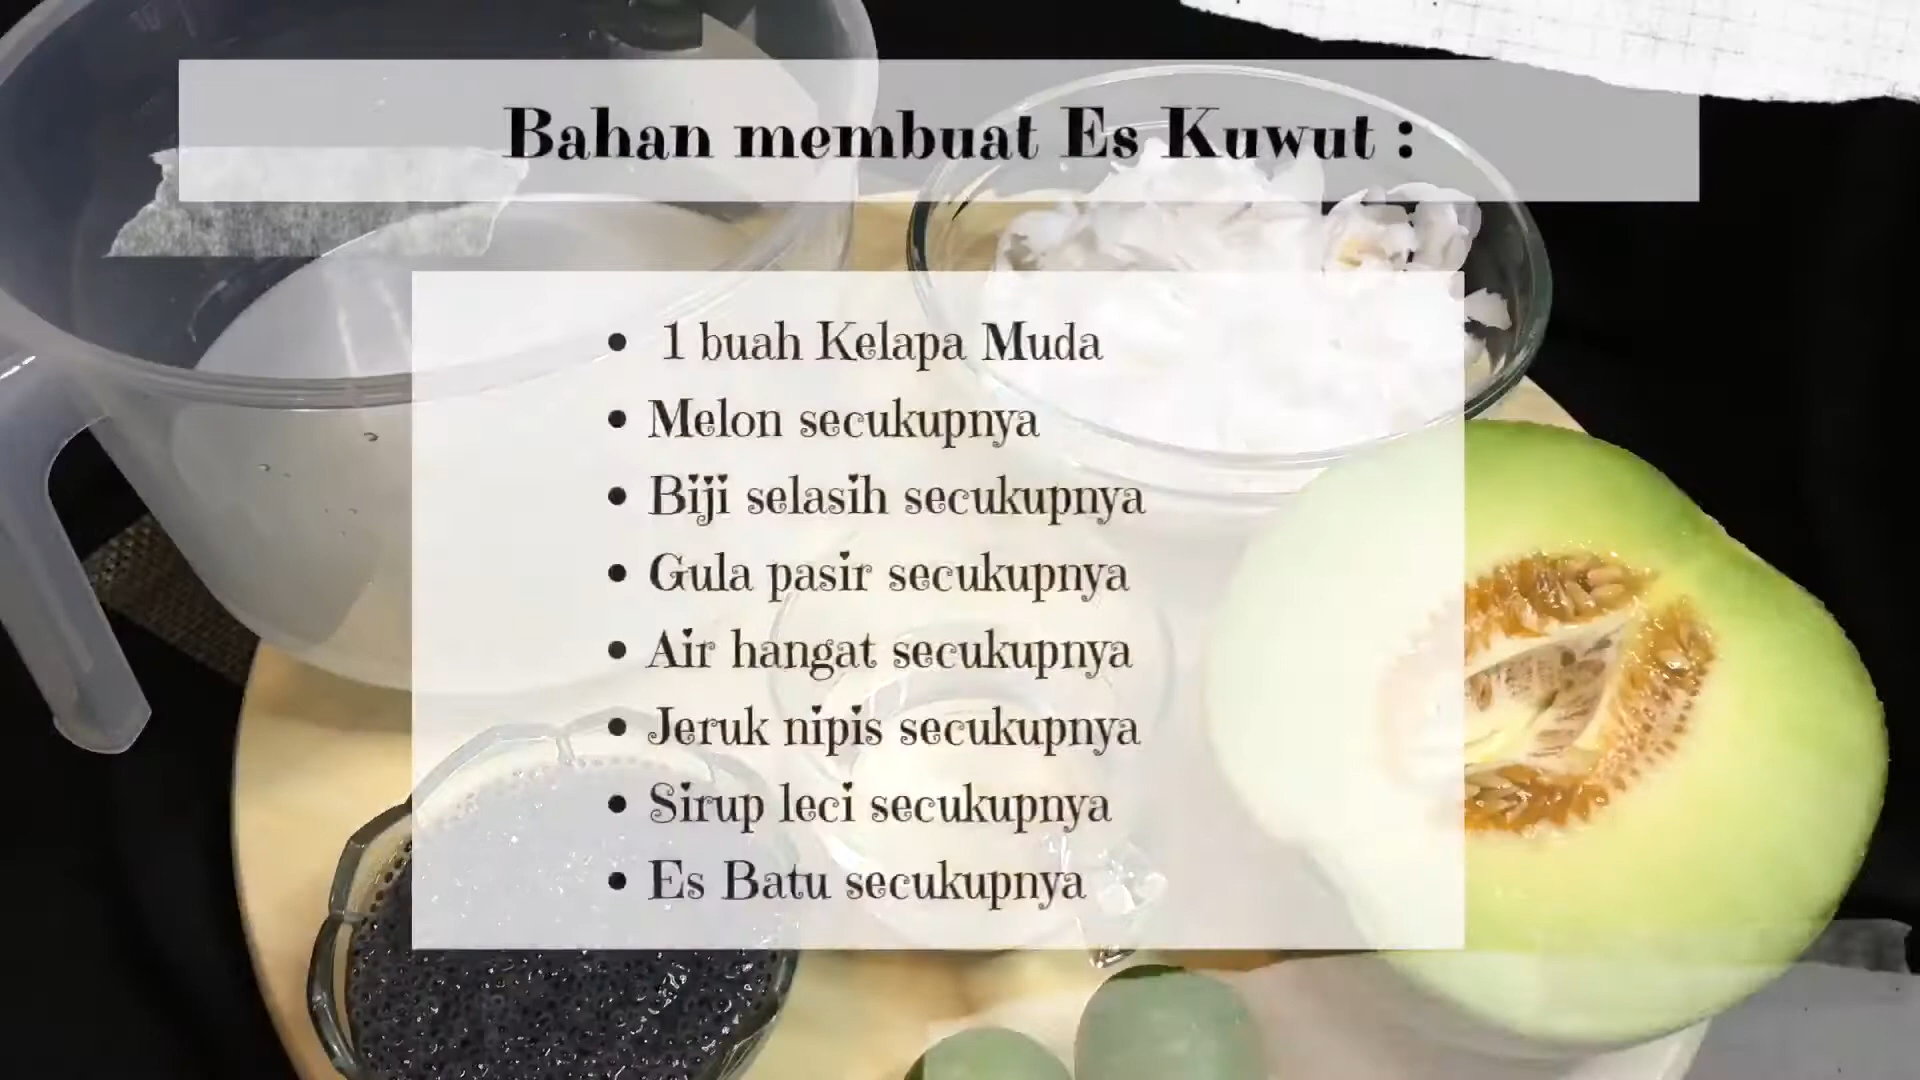 Bahan membuat Es Kuwut :
• 1 buah Kelapa Muda
• Melon secukupnya
• Biji selasih secukupnya
• Gula pasir secukupnya
• Air hangat secukupnya
• Jeruk nipis secukupnya
• Sirup leci secukupnya
• Es Batu secukupnya